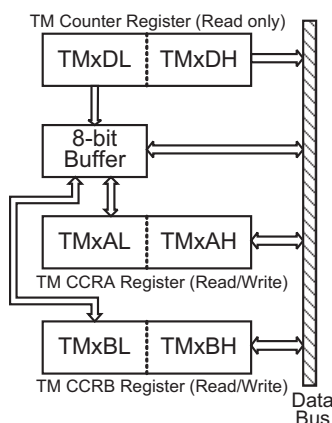 TM Counter Register (Read only)
TMxDL TMxDH
8-bit
Buffer
TMxAL TMxAH
TM CCRA Register (Read/Write)
TMxBL TMxBH
TM CCRB Register (Read/Write)
Data
Bus